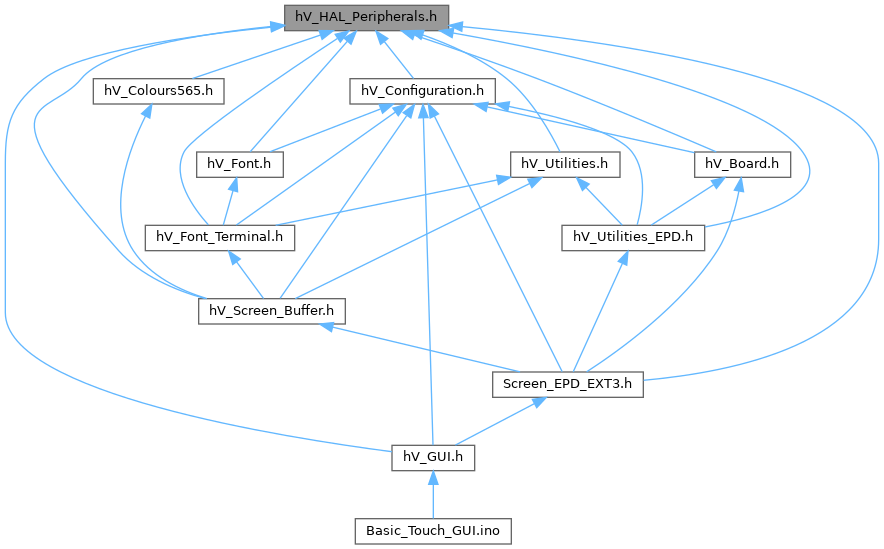 hV_HAL_Peripherals.h
hV_Colours565.h
hV_Configuration.h
hV_Font.h
hV_Utilities.h
hV_Board.h
hV_Font_Terminal.h
hV_Utilities_EPD.h
hV_Screen_Buffer.h
Screen_EPD_EXT3.h
hV_GUI.h
Basic_Touch_GUI.ino